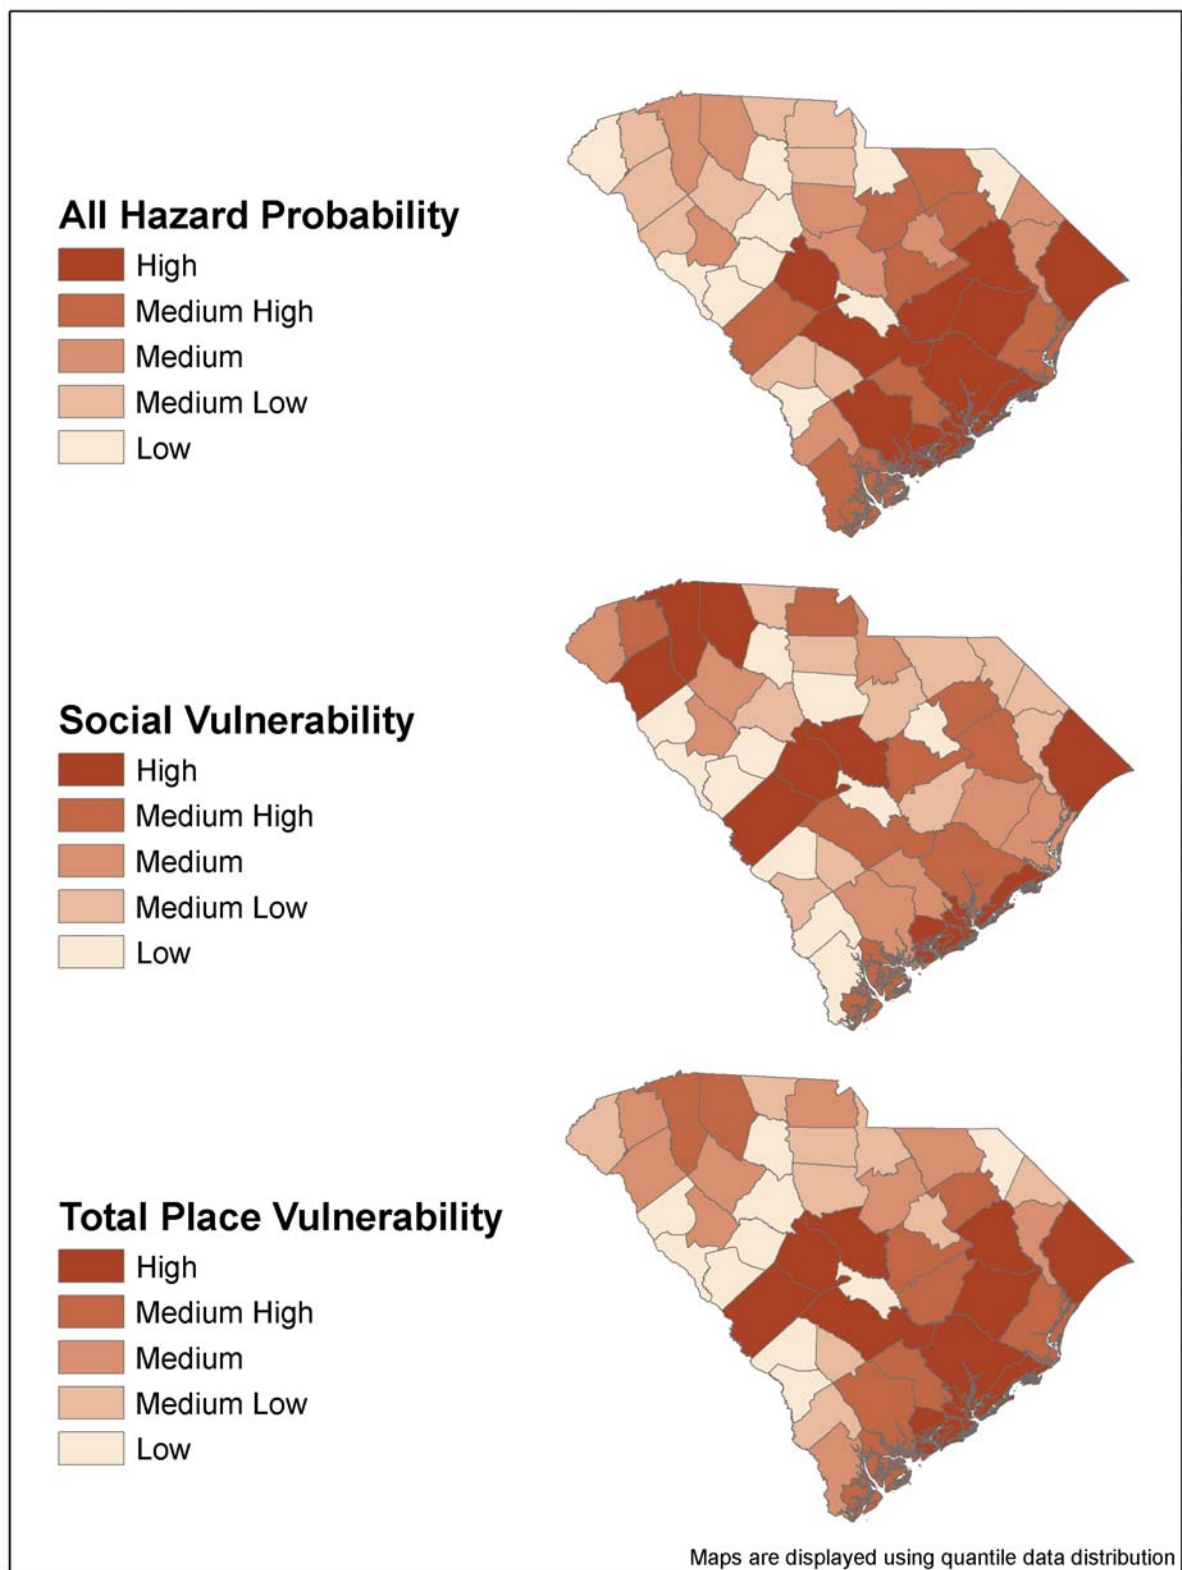 All Hazard Probability
High
Medium High
Medium
Medium Low
Low
Social Vulnerability
High
Medium High
Medium
Medium Low
Low
Total Place Vulnerability
High
Medium High
Medium
Medium Low
Low
Maps are displayed using quantile data distribution